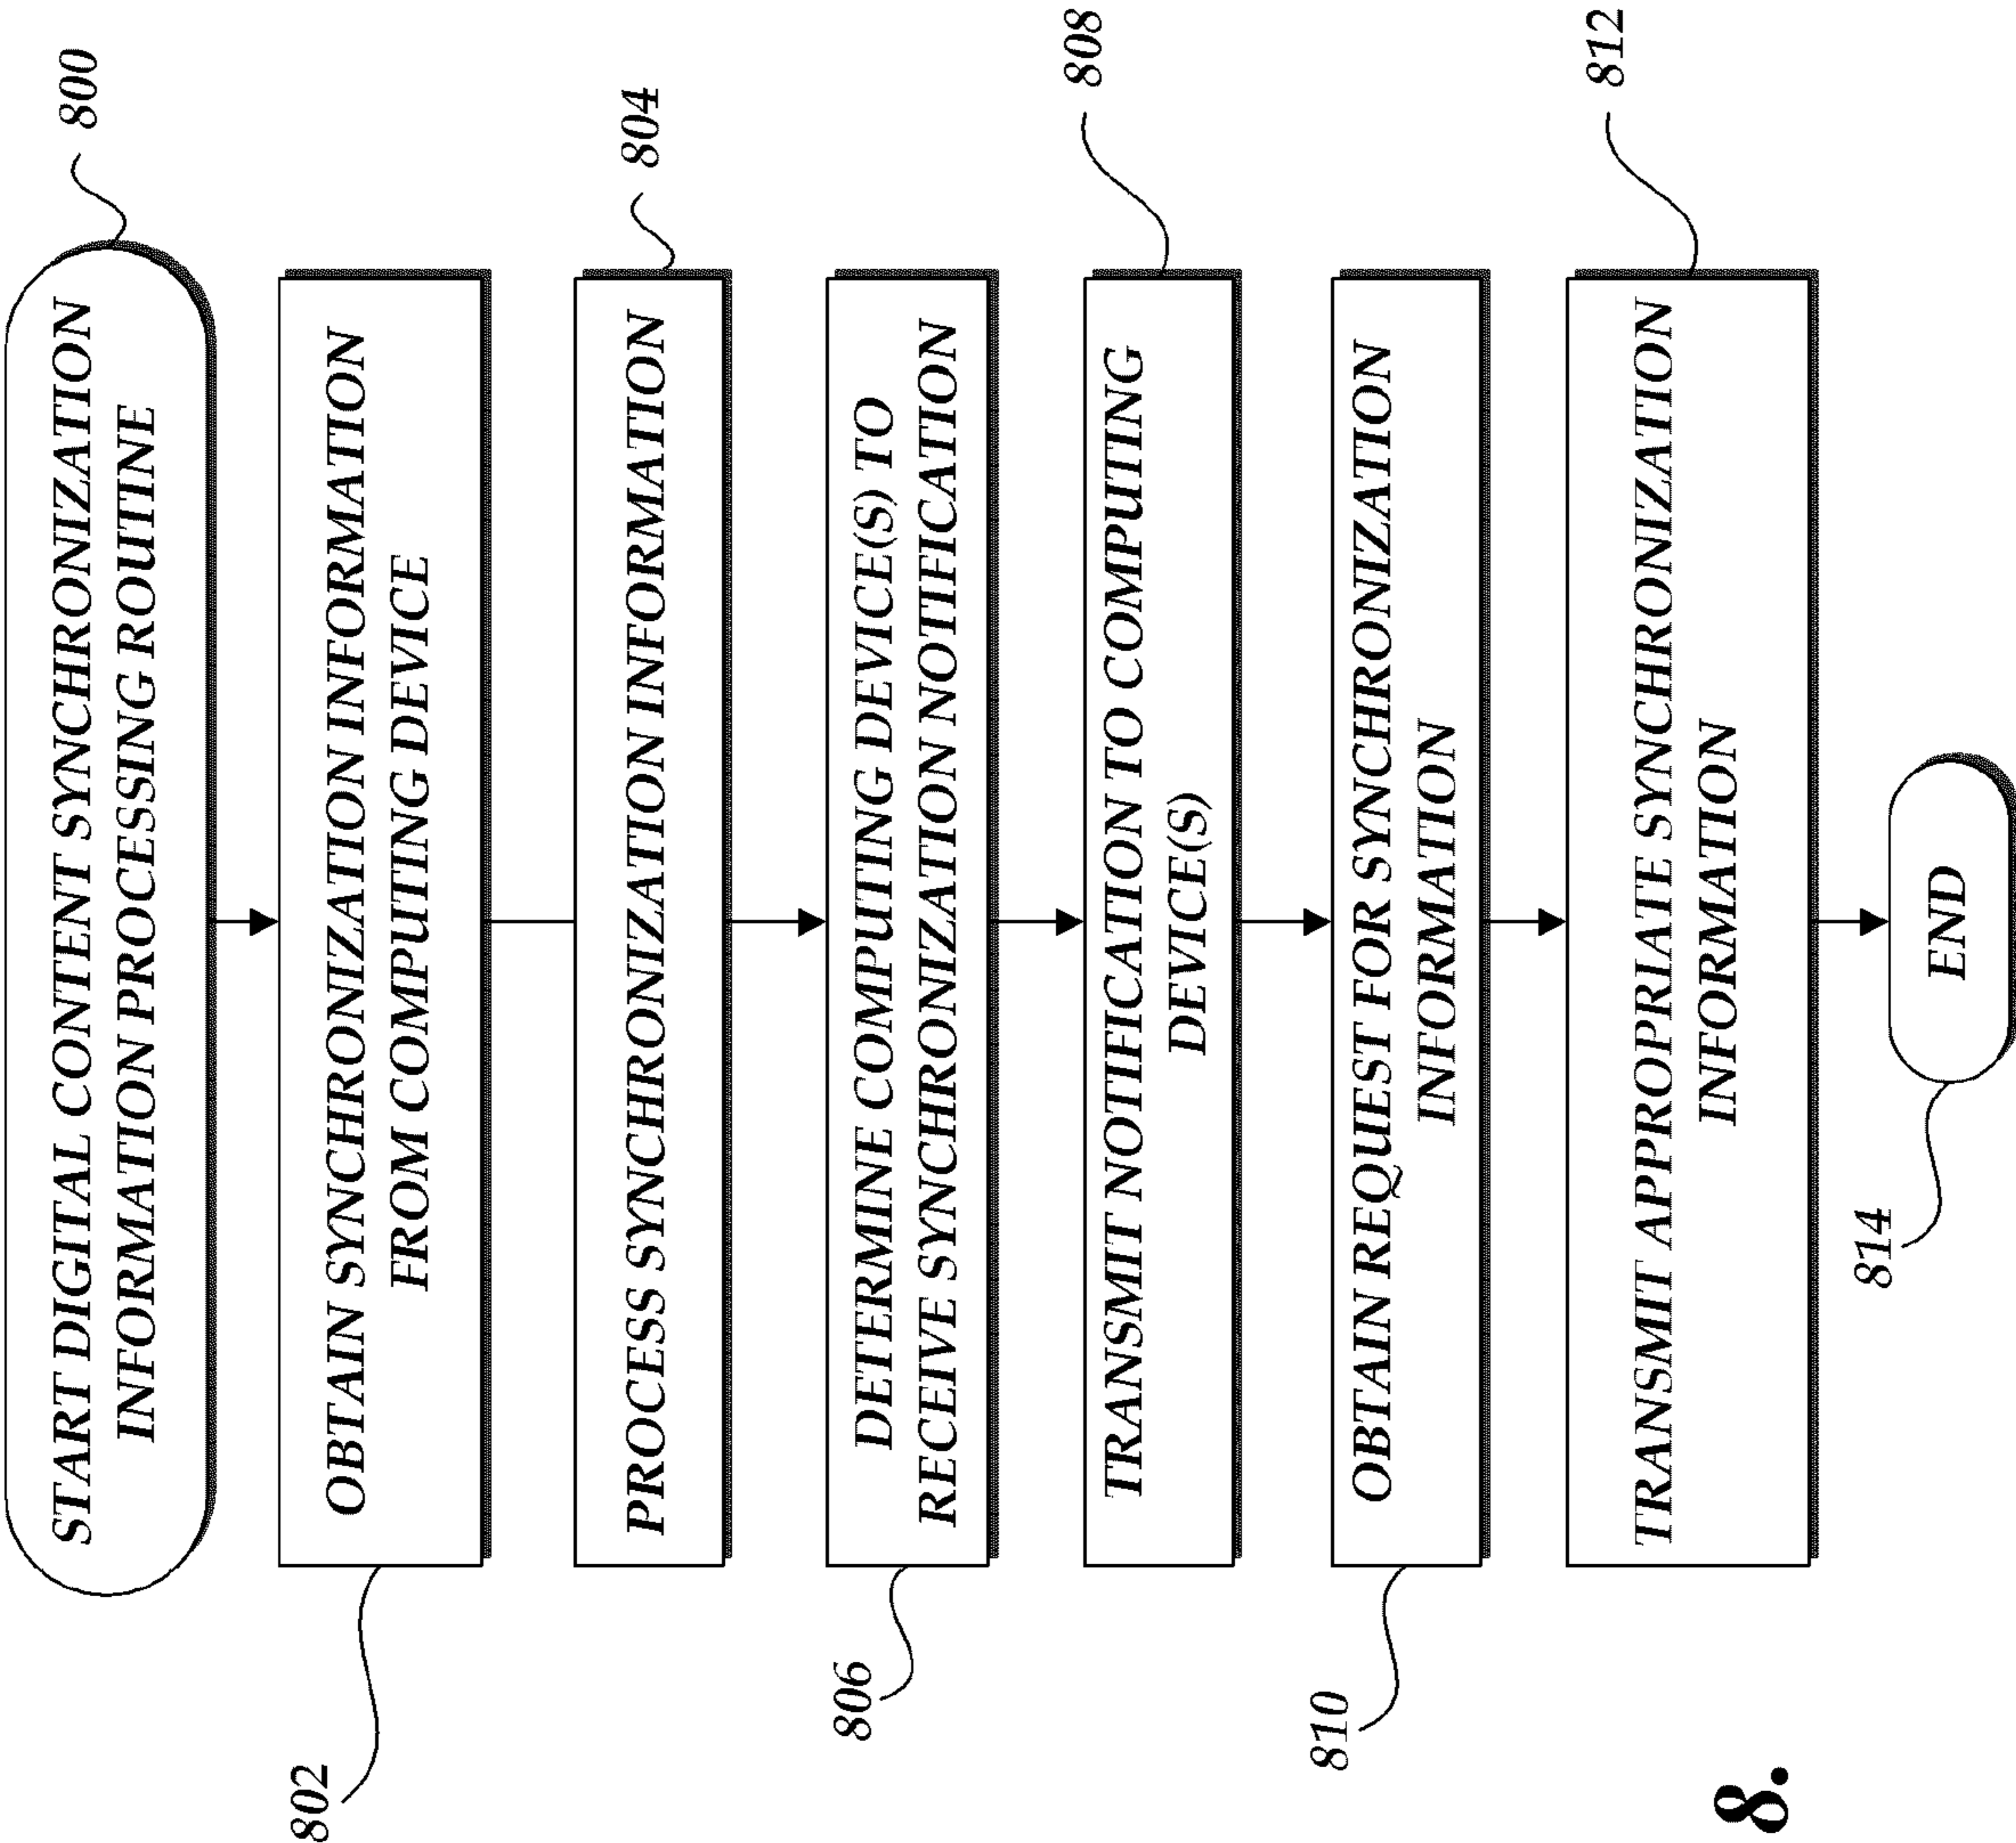 START DIGITAL CONTENT SYNCHRONIZATION
INFORMATION PROCESSING ROUTINE
800
OBTAIN SYNCHRONIZATION INFORMATION
FROM COMPUTING DEVICE
802
PROCESS SYNCHRONIZATION INFORMATION
804
DETERMINE COMPUTING DEVICE(S) TO
RECEIVE SYNCHRONIZATION NOTIFICATION
806
TRANSMIT NOTIFICATION TO COMPUTING
DEVICE(S)
808
OBTAIN REQUEST FOR SYNCHRONIZATION
INFORMATION
810
TRANSMIT APPROPRIATE SYNCHRONIZATION
INFORMATION
812
END
814
8.